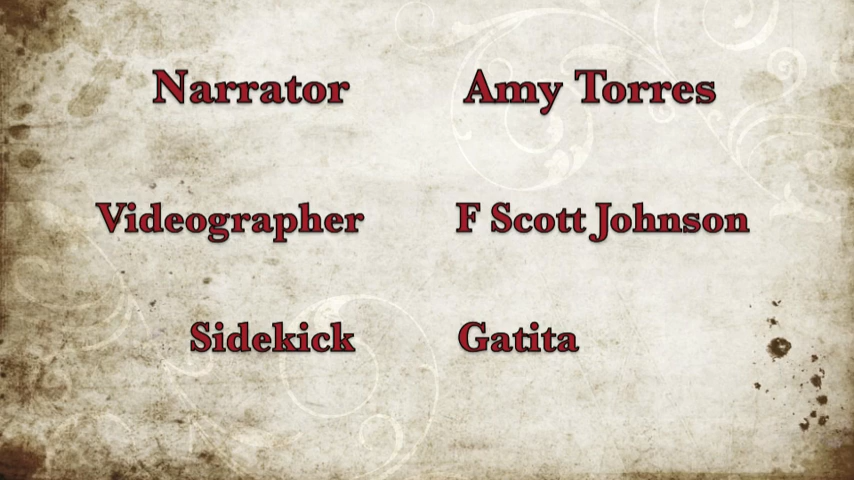 Narrator Amy Torres
Videographer F Scott Johnson
Sidekick Gatita